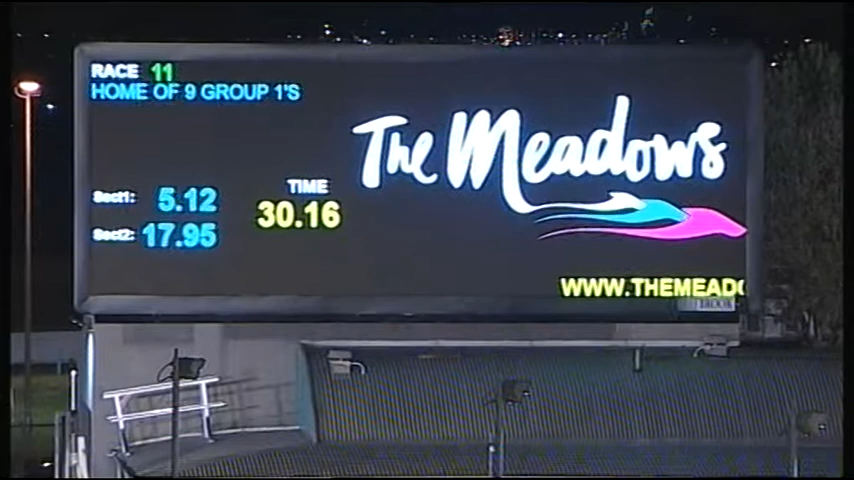 RACE 11
HOME OF 9 GROUP 1'S
The Meadows
Sect1: 5.12
Sect2: 17.95
TIME
30.16
WWW.THEMEAD